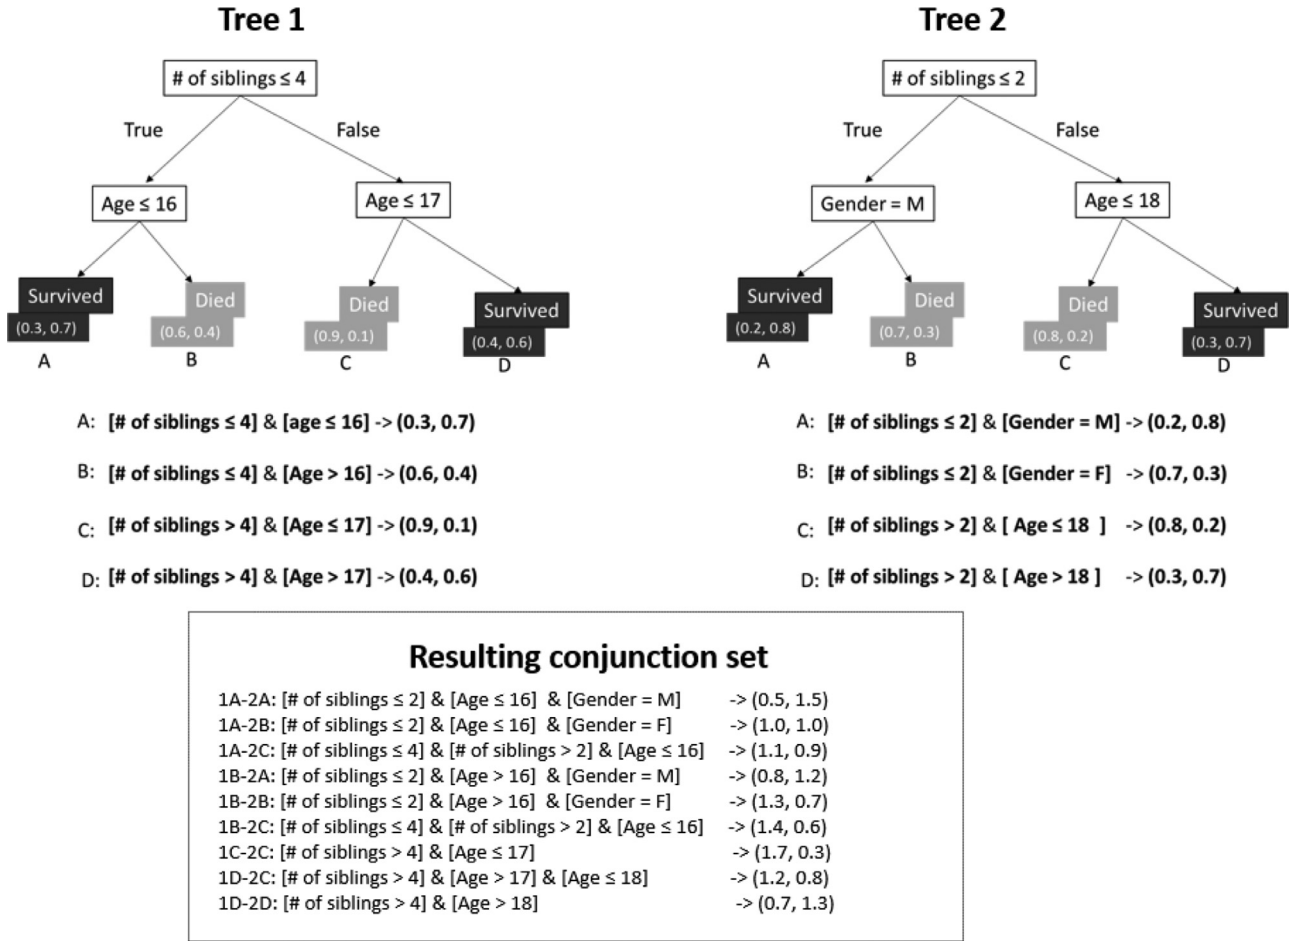 Tree 1
# of siblings ≤ 4
True
False
Age ≤ 16
Age ≤ 17
Survived
(0.3, 0.7)
A
Died
(0.6, 0.4)
B
Died
(0.9, 0.1)
C
Survived
(0.4, 0.6)
D
A: [# of siblings ≤ 4] & [age ≤ 16] -> (0.3, 0.7)
B: [# of siblings ≤ 4] & [Age > 16] -> (0.6, 0.4)
C: [# of siblings > 4] & [Age ≤ 17] -> (0.9, 0.1)
D: [# of siblings > 4] & [Age > 17] -> (0.4, 0.6)
Tree 2
# of siblings ≤ 2
True
False
Gender = M
Age ≤ 18
Survived
(0.2, 0.8)
A
Died
(0.7, 0.3)
B
Died
(0.8, 0.2)
C
Survived
(0.3, 0.7)
D
A: [# of siblings ≤ 2] & [Gender = M] -> (0.2, 0.8)
B: [# of siblings ≤ 2] & [Gender = F] -> (0.7, 0.3)
C: [# of siblings > 2] & [ Age ≤ 18 ] -> (0.8, 0.2)
D: [# of siblings > 2] & [ Age > 18 ] -> (0.3, 0.7)
Resulting conjunction set
1A-2A: [# of siblings ≤ 2] & [Age ≤ 16] & [Gender = M] -> (0.5, 1.5)
1A-2B: [# of siblings ≤ 2] & [Age ≤ 16] & [Gender = F] -> (1.0, 1.0)
1A-2C: [# of siblings ≤ 4] & [# of siblings > 2] & [Age ≤ 16] -> (1.1, 0.9)
1B-2A: [# of siblings ≤ 2] & [Age > 16] & [Gender = M] -> (0.8, 1.2)
1B-2B: [# of siblings ≤ 2] & [Age > 16] & [Gender = F] -> (1.3, 0.7)
1B-2C: [# of siblings ≤ 4] & [# of siblings > 2] & [Age ≤ 16] -> (1.4, 0.6)
1C-2C: [# of siblings > 4] & [Age ≤ 17] -> (1.7, 0.3)
1D-2C: [# of siblings > 4] & [Age > 17] & [Age ≤ 18] -> (1.2, 0.8)
1D-2D: [# of siblings > 4] & [Age > 18] -> (0.7, 1.3)